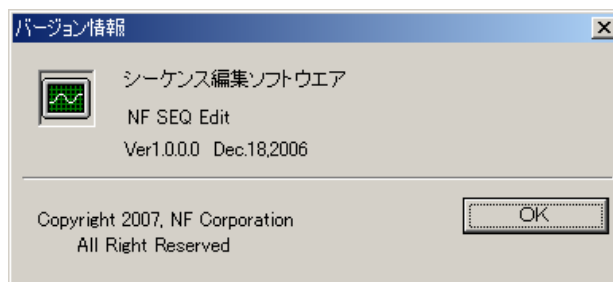 バージョン情報
シーケンス編集ソフトウエア
NF SEQ Edit
Ver1.0.0.0 Dec.18,2006
Copyright 2007, NF Corporation
All Right Reserved
OK